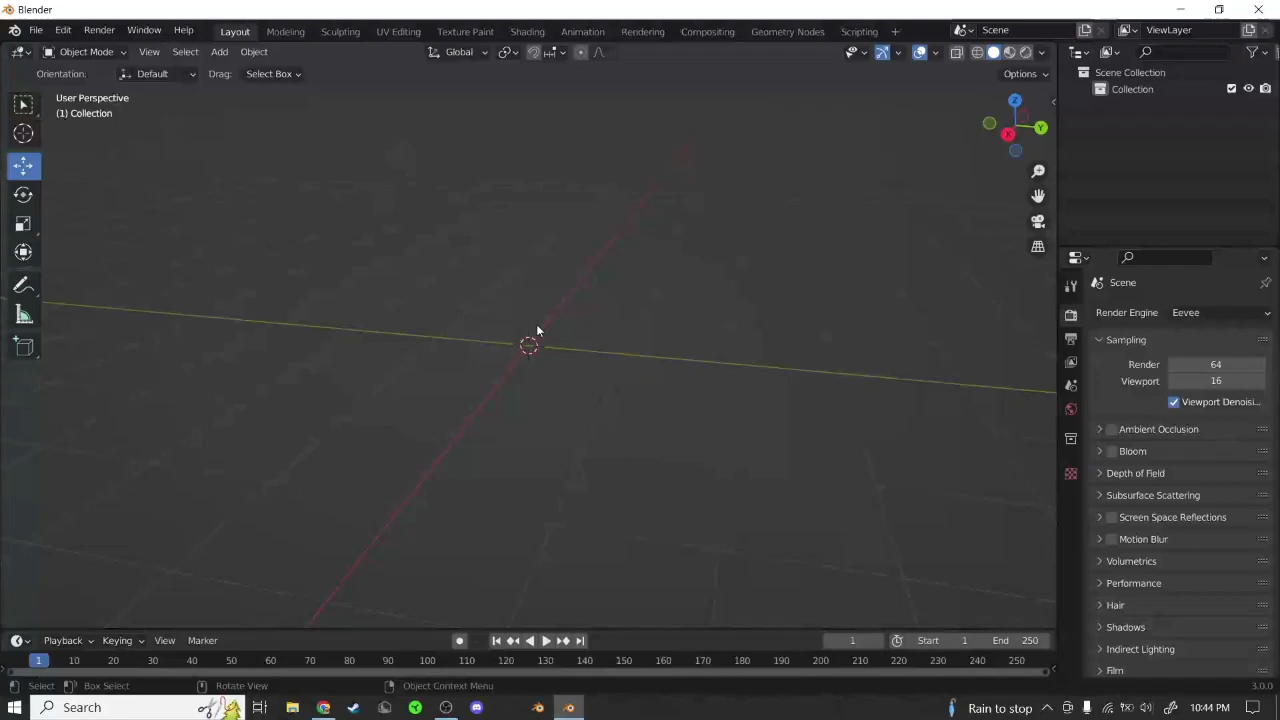 Blender
File Edit Render Window Help Layout Modeling Sculpting UV Editing Texture Paint Shading Animation Rendering Compositing Geometry Nodes Scripting + Scene ViewLayer
Object Mode View Select Add Object Global
Orientation: Default Drag: Select Box Options
User Perspective
(1) Collection
Z
Y
X
Scene Collection
Collection
Scene
Render Engine Eevee
Sampling
Render 64
Viewport 16
Viewport Denoisi...
Ambient Occlusion
Bloom
Depth of Field
Subsurface Scattering
Screen Space Reflections
Motion Blur
Volumetrics
Performance
Hair
Shadows
Indirect Lighting
Film
Playback Keying View Marker 1 Start 1 End 250
1 10 20 30 40 50 60 70 80 90 100 110 120 130 140 150 160 170 180 190 200 210 220 230 240 250
Select Box Select Rotate View Object Context Menu 3.0.0
Search Rain to stop 10:44 PM